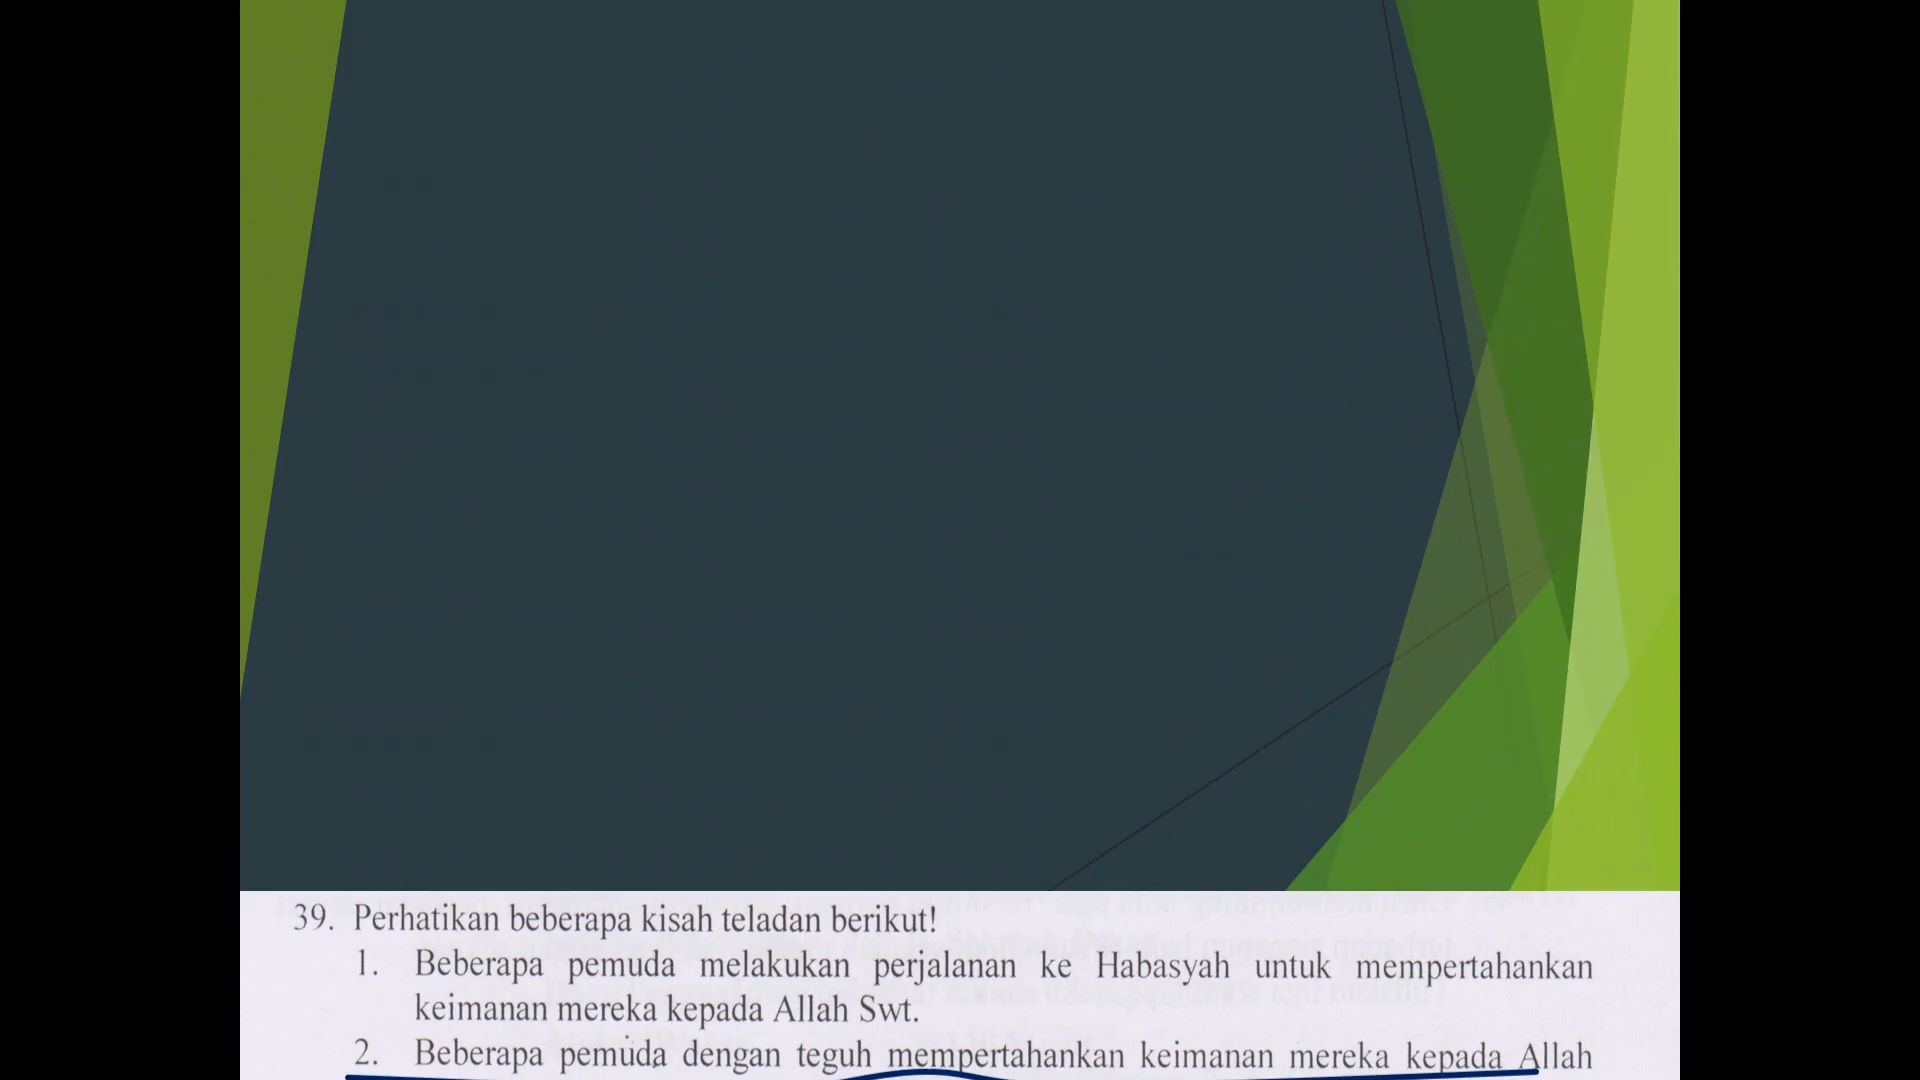 39. Perhatikan beberapa kisah teladan berikut!
1. Beberapa pemuda melakukan perjalanan ke Habasyah untuk mempertahankan
keimanan mereka kepada Allah Swt.
2. Beberapa pemuda dengan teguh mempertahankan keimanan mereka kepada Allah